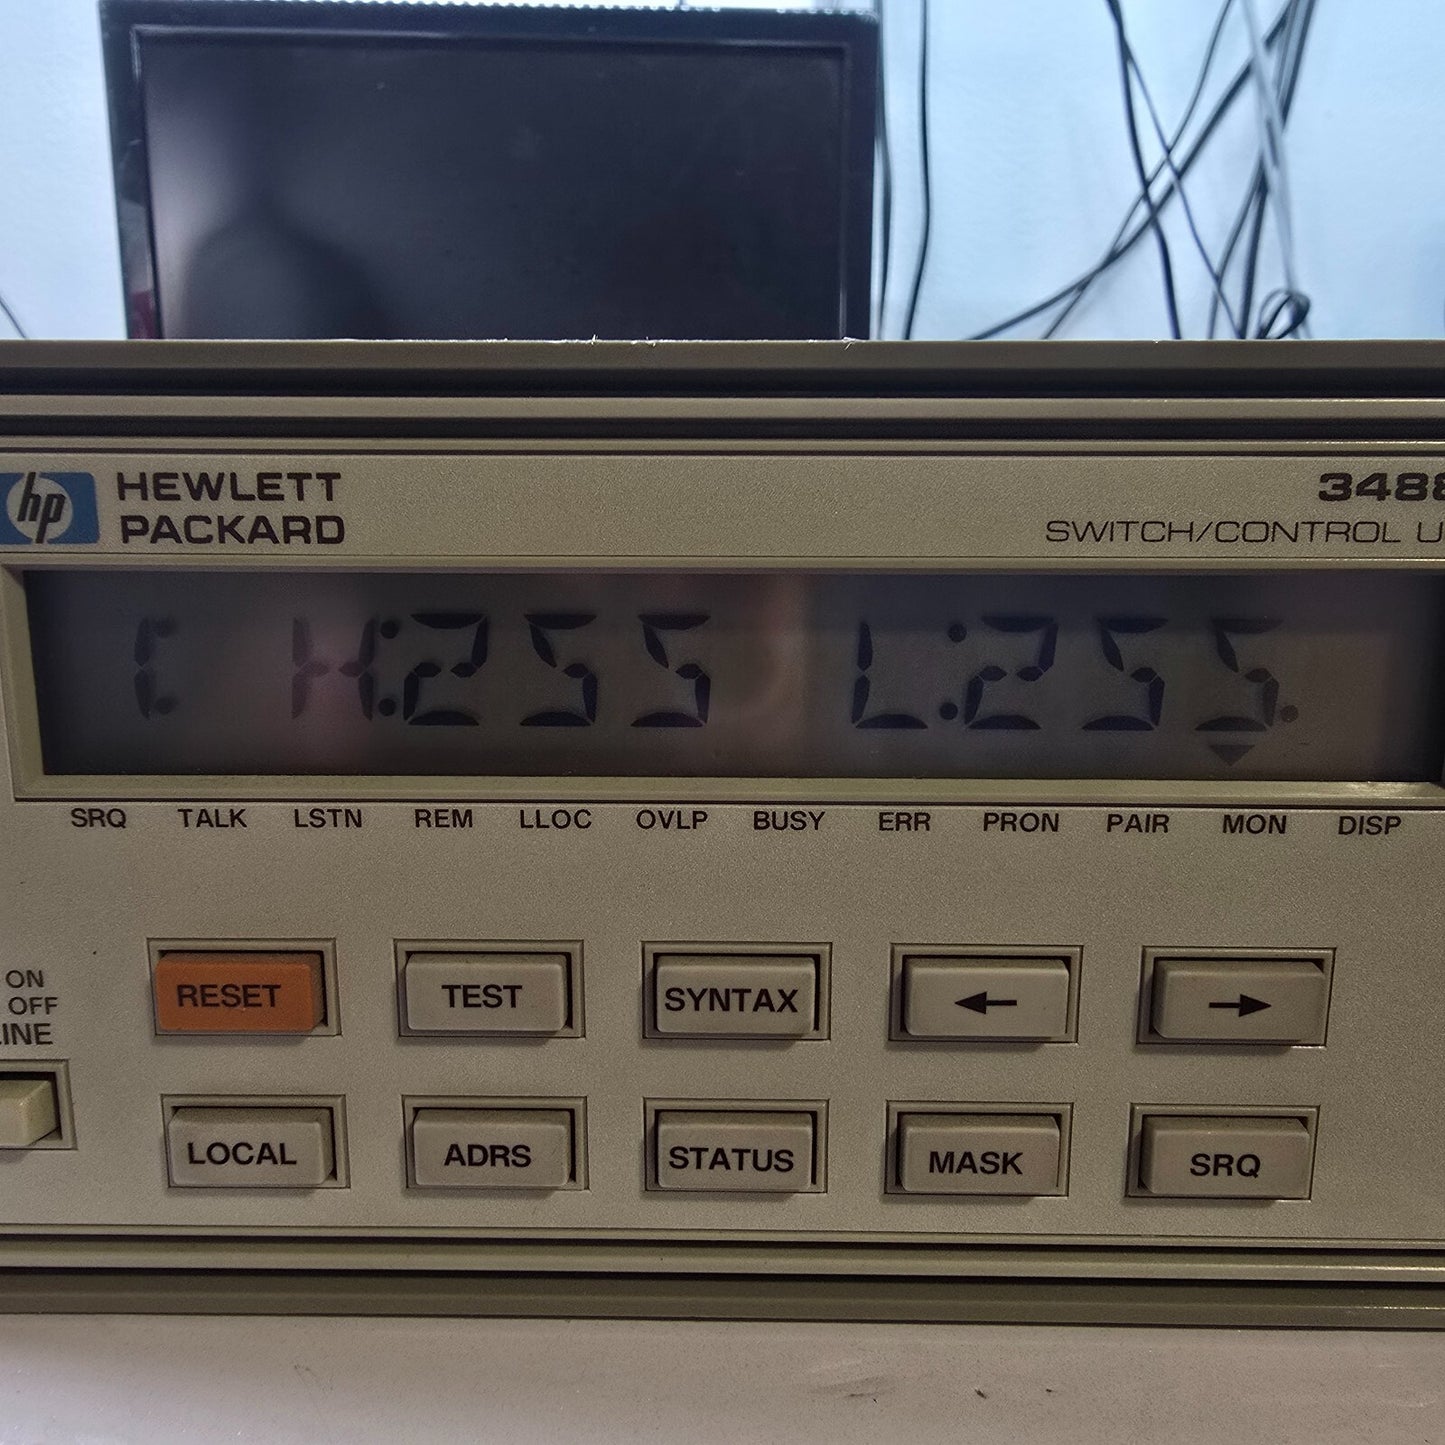 hp HEWLETT PACKARD
3488
SWITCH/CONTROL U
H:255 L:255.
SRQ TALK LSTN REM LLOC OVLP BUSY ERR PRON PAIR MON DISP
ON
OFF
LINE
RESET TEST SYNTAX ← →
LOCAL ADRS STATUS MASK SRQ